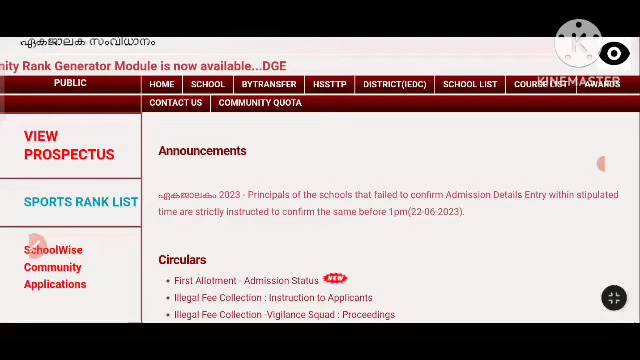 ഏകജാലക സംവിധാനം
nity Rank Generator Module is now available...DGE
KINEMASTER
PUBLIC
HOME SCHOOL BYTRANSFER HSSTTP DISTRICT(IEDC) SCHOOL LIST COURSE LIST AWARDS
CONTACT US COMMUNITY QUOTA
VIEW
PROSPECTUS
SPORTS RANK LIST
SchoolWise
Community
Applications
Announcements
ഏകജാലകം 2023 - Principals of the schools that failed to confirm Admission Details Entry within stipulated
time are strictly instructed to confirm the same before 1pm(22-06-2023).
Circulars
First Allotment - Admission Status NEW
Illegal Fee Collection : Instruction to Applicants
Illegal Fee Collection -Vigilance Squad : Proceedings